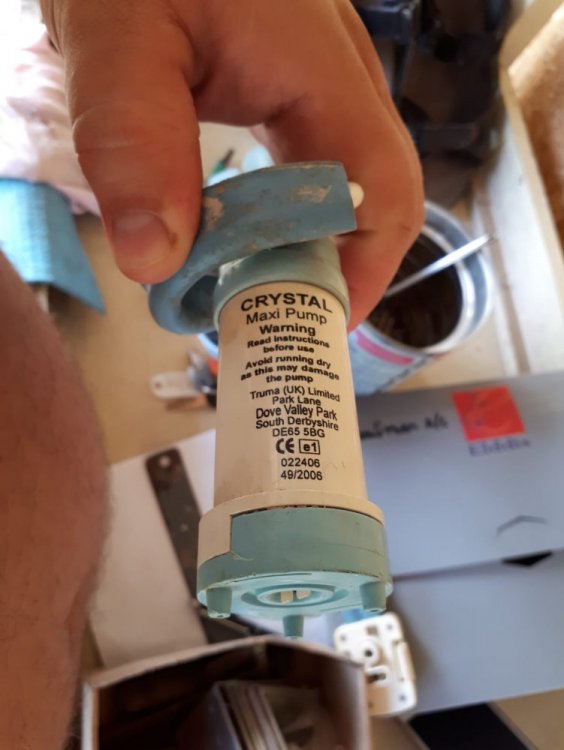 CRYSTAL
Maxi Pump
Warning
Read instructions
before use
Avoid running dry
as this may damage
the pump
Truma (UK) Limited
Park Lane
Dove Valley Park
South Derbyshire
DE65 5BG
CE e1
022406
49/2006